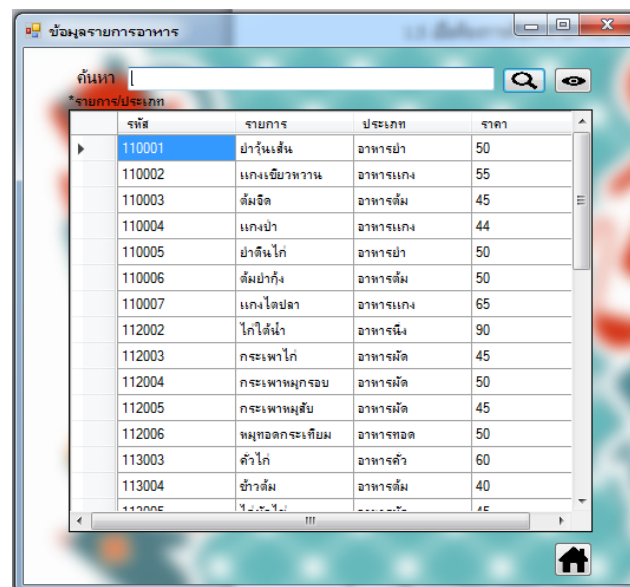 ข้อมูลรายการอาหาร
ค้นหา
*รายการ/ประเภท
รหัส รายการ ประเภท ราคา
110001 ยำวุ้นเส้น อาหารยำ 50
110002 แกงเขียวหวาน อาหารแกง 55
110003 ต้มจืด อาหารต้ม 45
110004 แกงป่า อาหารแกง 44
110005 ยำตีนไก่ อาหารยำ 50
110006 ต้มยำกุ้ง อาหารต้ม 50
110007 แกงไตปลา อาหารแกง 65
112002 ไก่ใต้น้ำ อาหารนึ่ง 90
112003 กระเพาไก่ อาหารผัด 45
112004 กระเพาหมูกรอบ อาหารผัด 50
112005 กระเพาหมูสับ อาหารผัด 45
112006 หมูทอดกระเทียม อาหารทอด 50
113003 คั่วไก่ อาหารคั่ว 60
113004 ข้าวต้ม อาหารต้ม 40